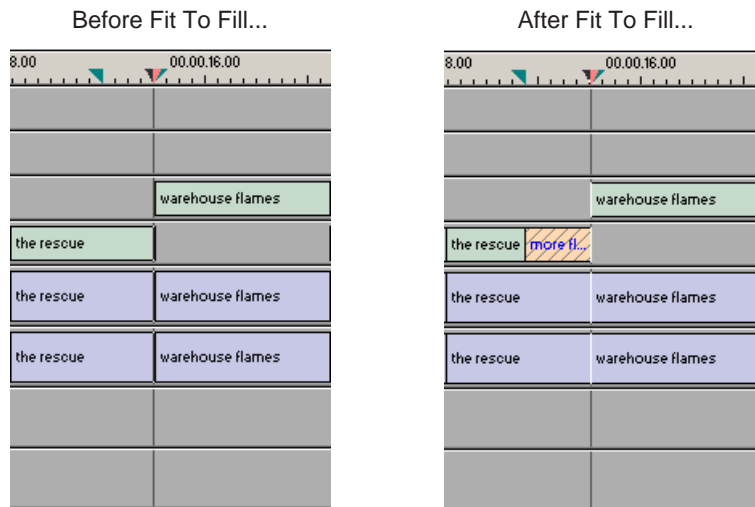 Before Fit To Fill...
8.00 00.00.16.00
warehouse flames
the rescue
the rescue warehouse flames
the rescue warehouse flames
After Fit To Fill...
8.00 00.00.16.00
warehouse flames
the rescue more fl...
the rescue warehouse flames
the rescue warehouse flames